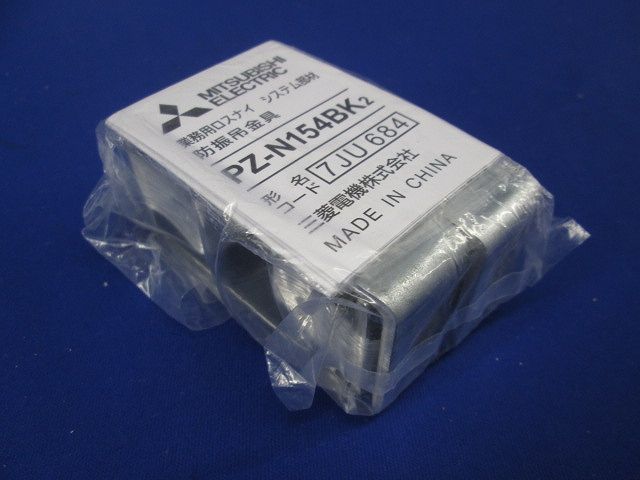 MITSUBISHI
ELECTRIC
業務用ロスナイ システム部材
防振吊金具
形名 PZ-N154BK2
コード 7JU684
三菱電機株式会社
MADE IN CHINA